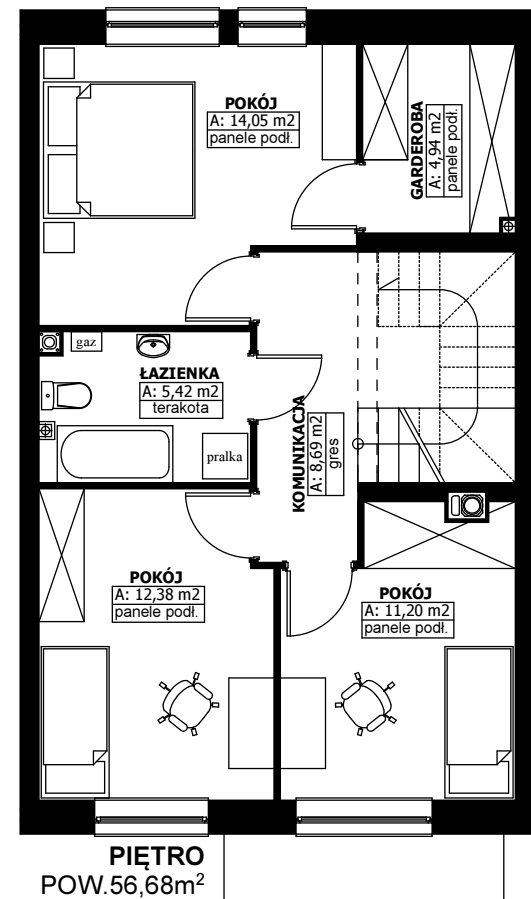 POKÓJ
A: 14,05 m2
panele podł.
GARDEROBA
A: 4,94 m2
panele podł.
gaz
ŁAZIENKA
A: 5,42 m2
terakota
pralka
KOMUNIKACJA
A: 8,69 m2
gres
POKÓJ
A: 12,38 m2
panele podł.
POKÓJ
A: 11,20 m2
panele podł.
PIĘTRO
POW.56,68m²